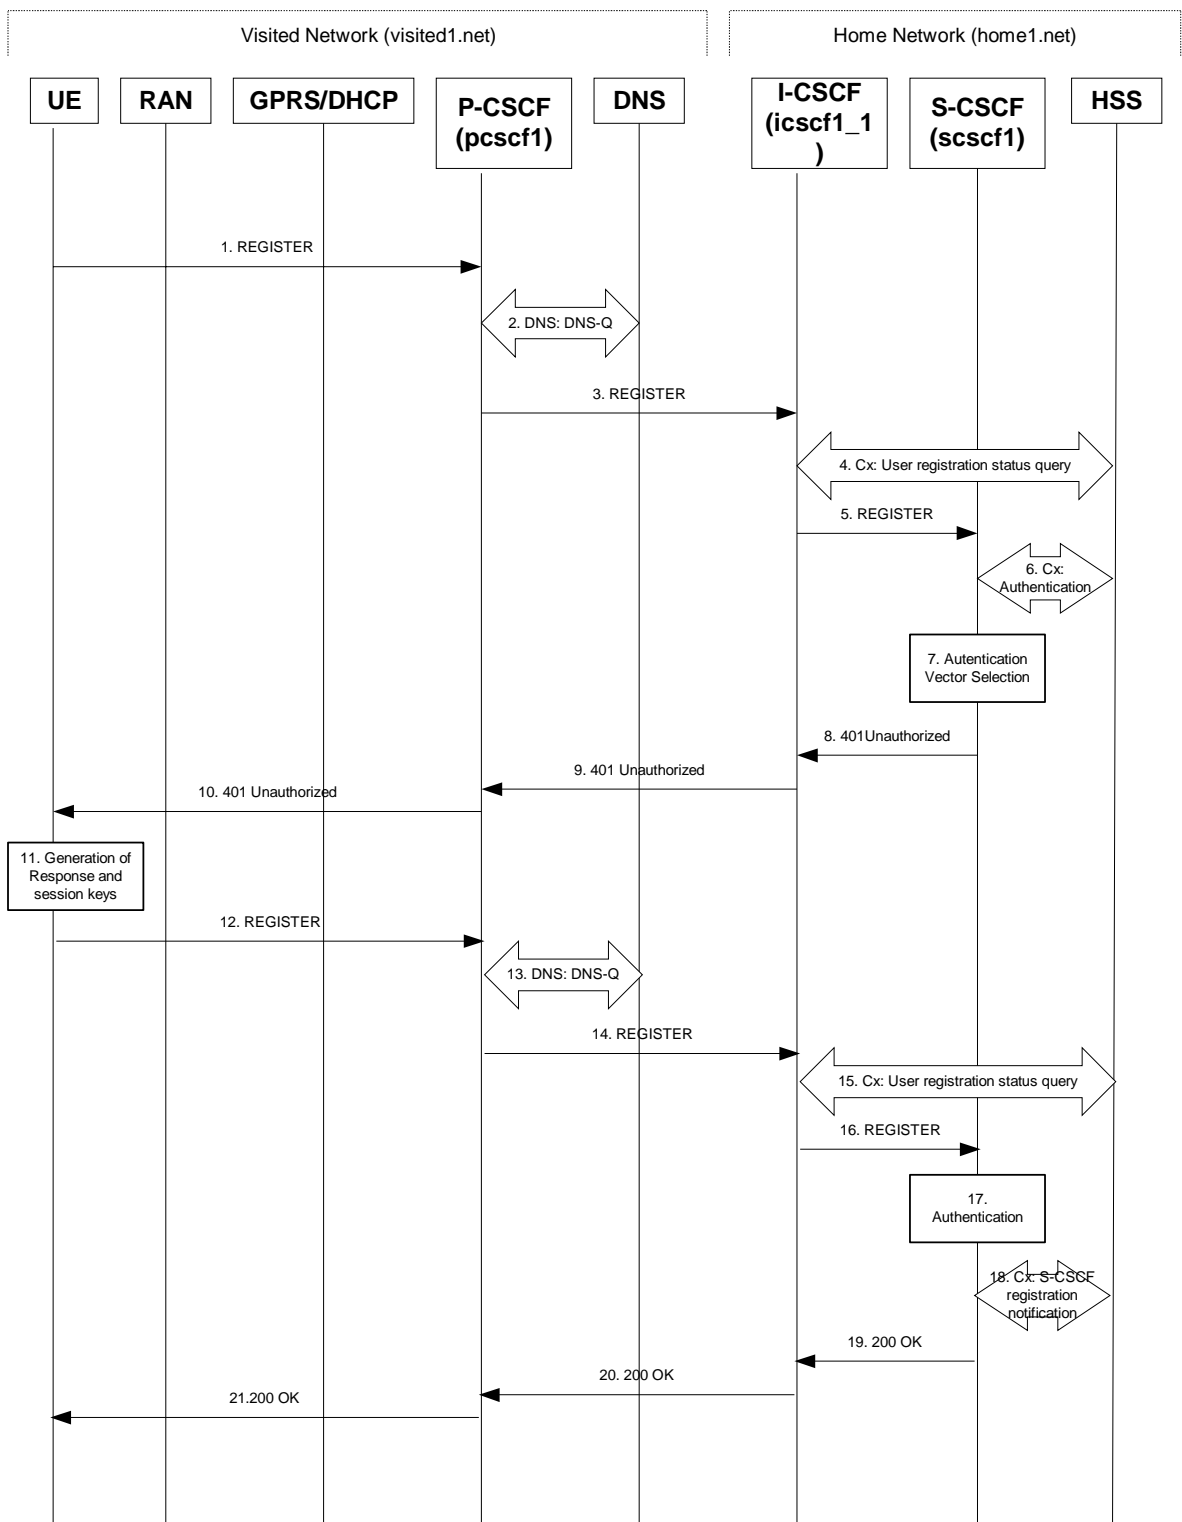 Visited Network (visited1.net)
Home Network (home1.net)
UE
RAN
GPRS/DHCP
P-CSCF
(pcscf1)
DNS
I-CSCF
(icscf1_1
)
S-CSCF
(scscf1)
HSS
1. REGISTER
2. DNS: DNS-Q
3. REGISTER
4. Cx: User registration status query
5. REGISTER
6. Cx:
Authentication
7. Autentication
Vector Selection
8. 401Unauthorized
9. 401 Unauthorized
10. 401 Unauthorized
11. Generation of
Response and
session keys
12. REGISTER
13. DNS: DNS-Q
14. REGISTER
15. Cx: User registration status query
16. REGISTER
17.
Authentication
18. Cx: S-CSCF
registration
notification
19. 200 OK
20. 200 OK
21.200 OK